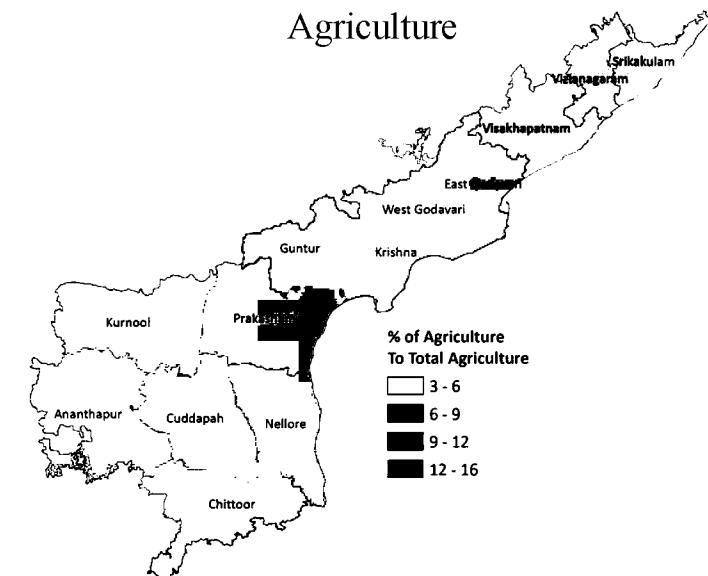 Agriculture
Srikakulam
Vizianagaram
Visakhapatnam
East
West Godavari
Guntur
Krishna
Kurnool
Prakasham
% of Agriculture
To Total Agriculture
3 - 6
6 - 9
9 - 12
12 - 16
Ananthapur
Cuddapah
Nellore
Chittoor